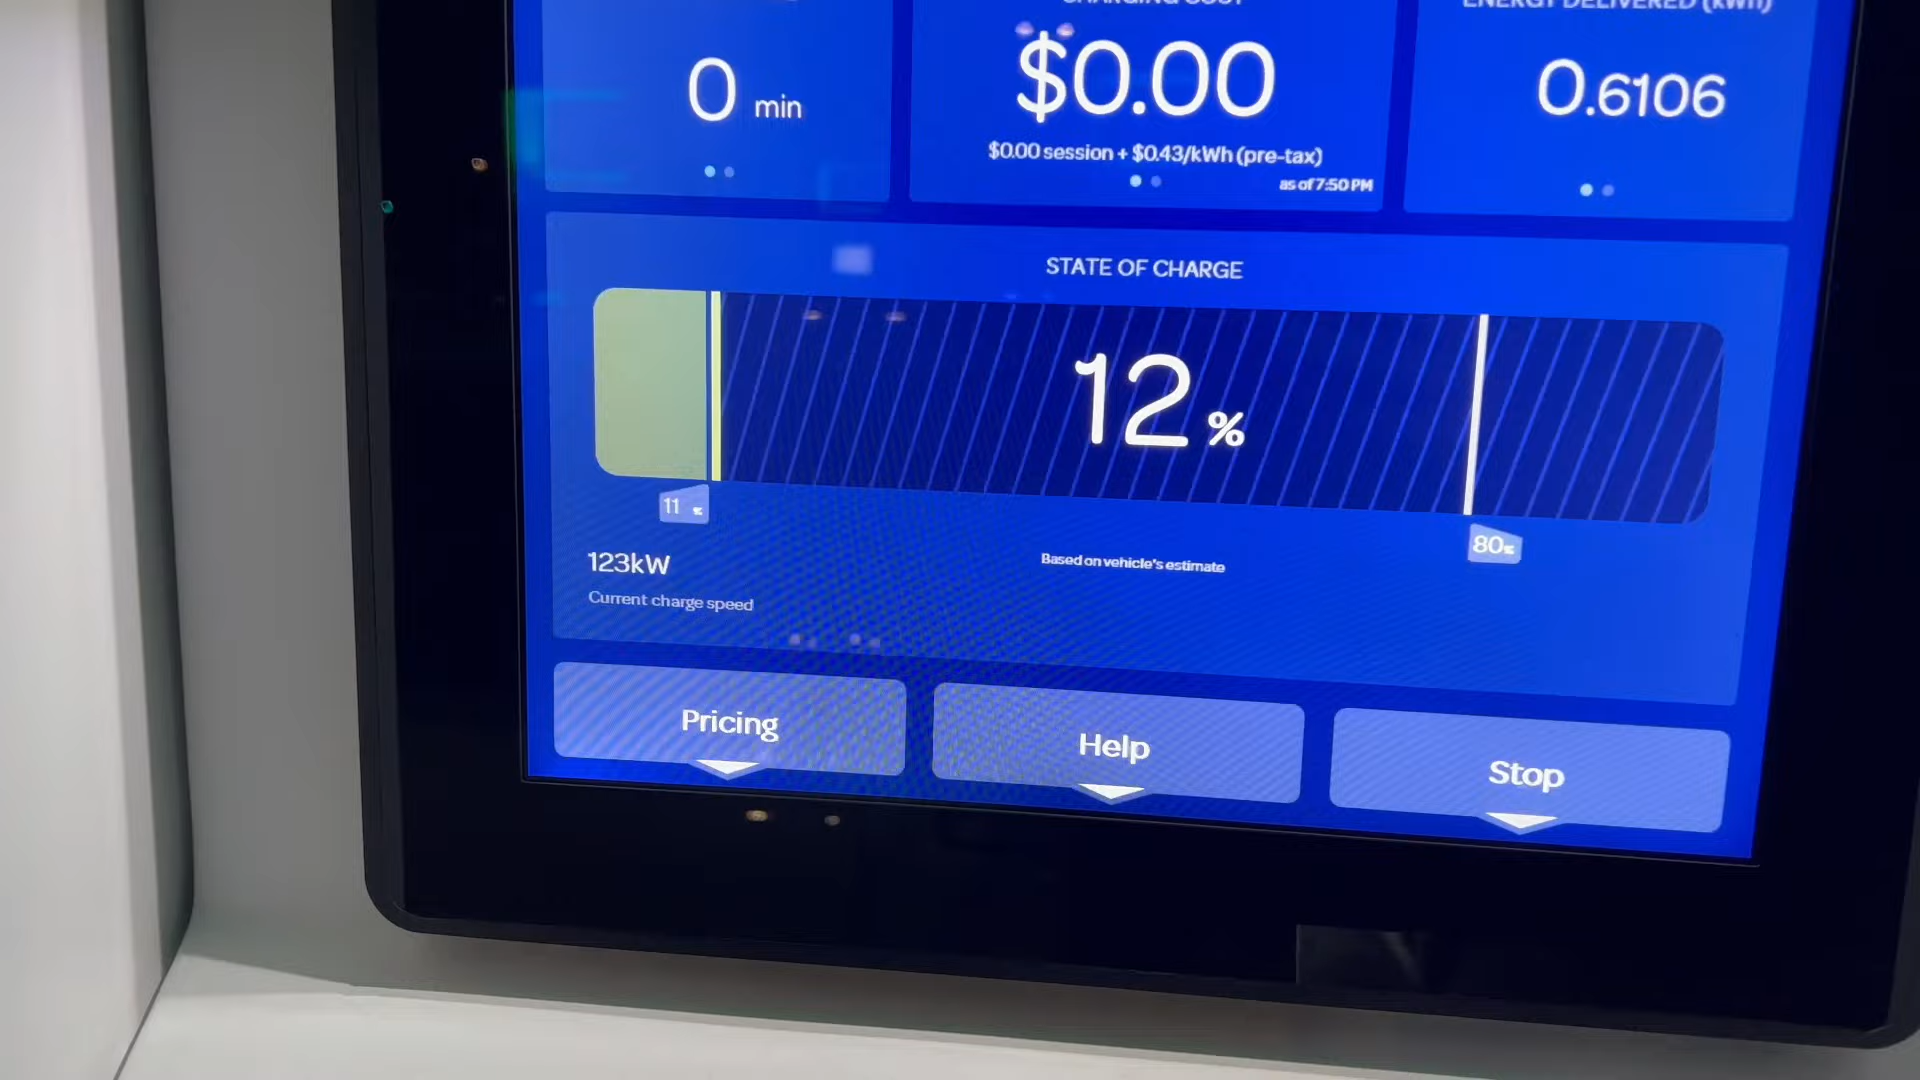 CHARGING COST
ENERGY DELIVERED (kWh)
0 min
$0.00
0.6106
$0.00 session + $0.43/kWh (pre-tax)
as of 7:50 PM
STATE OF CHARGE
12 %
11 %
80%
123kW
Current charge speed
Based on vehicle's estimate
Pricing
Help
Stop